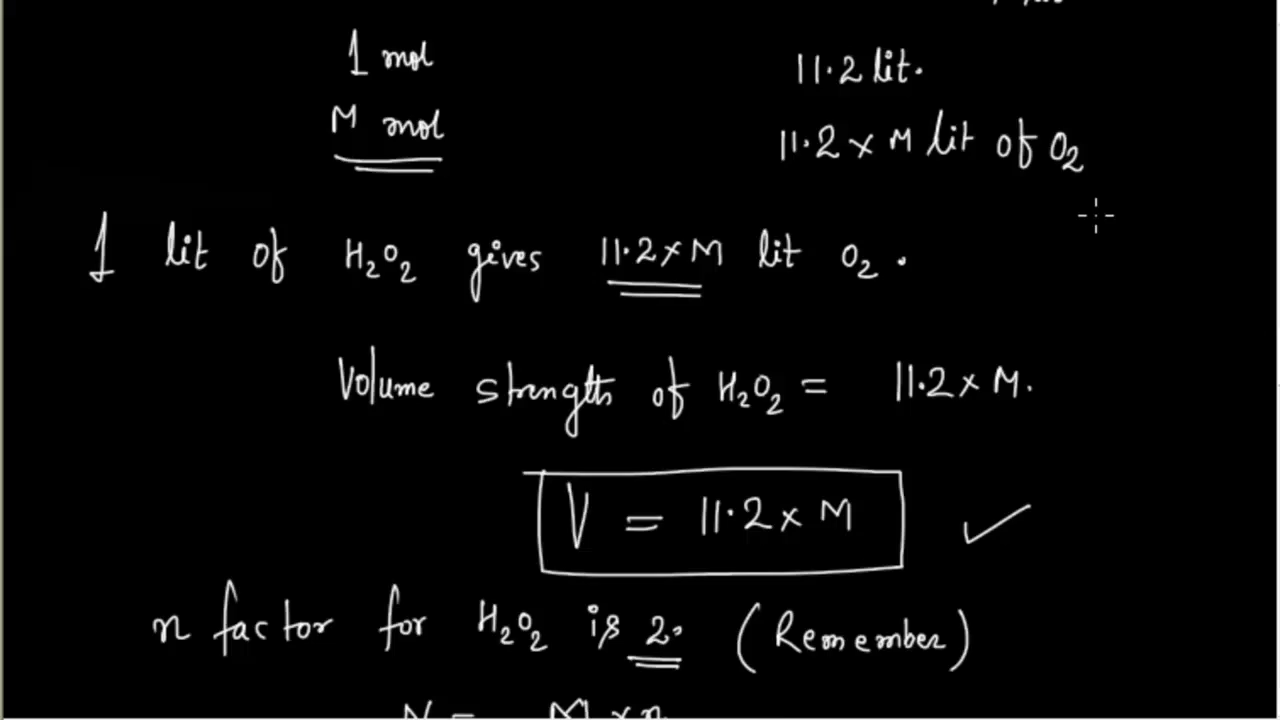 1 mol 11.2 lit.
M mol 11.2 × M lit of O₂
1 lit of H₂O₂ gives 11.2 × M lit O₂.
Volume strength of H₂O₂ = 11.2 × M.
V = 11.2 × M
n factor for H₂O₂ is 2. (Remember)
N = M × n